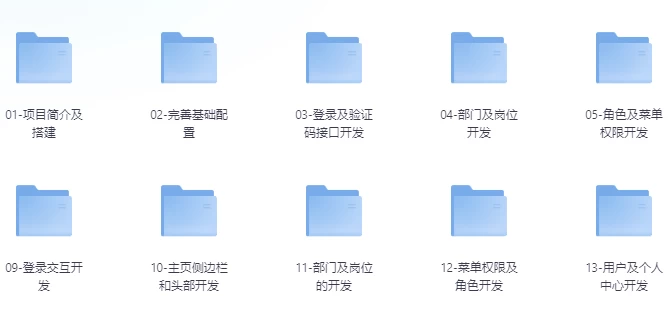 01-项目简介及
搭建
02-完善基础配
置
03-登录及验证
码接口开发
04-部门及岗位
开发
05-角色及菜单
权限开发
09-登录交互开
发
10-主页侧边栏
和头部开发
11-部门及岗位
的开发
12-菜单权限及
角色开发
13-用户及个人
中心开发